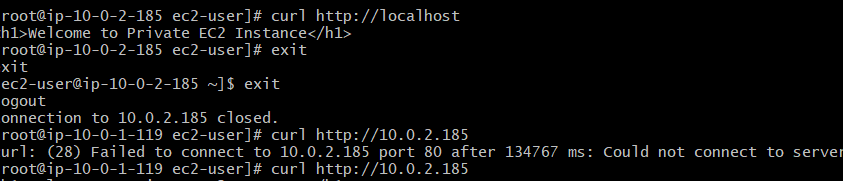 root@ip-10-0-2-185 ec2-user]# curl http://localhost
h1>Welcome to Private EC2 Instance</h1>
root@ip-10-0-2-185 ec2-user]# exit
xit
ec2-user@ip-10-0-2-185 ~]$ exit
ogout
onnection to 10.0.2.185 closed.
root@ip-10-0-1-119 ec2-user]# curl http://10.0.2.185
url: (28) Failed to connect to 10.0.2.185 port 80 after 134767 ms: Could not connect to server
root@ip-10-0-1-119 ec2-user]# curl http://10.0.2.185